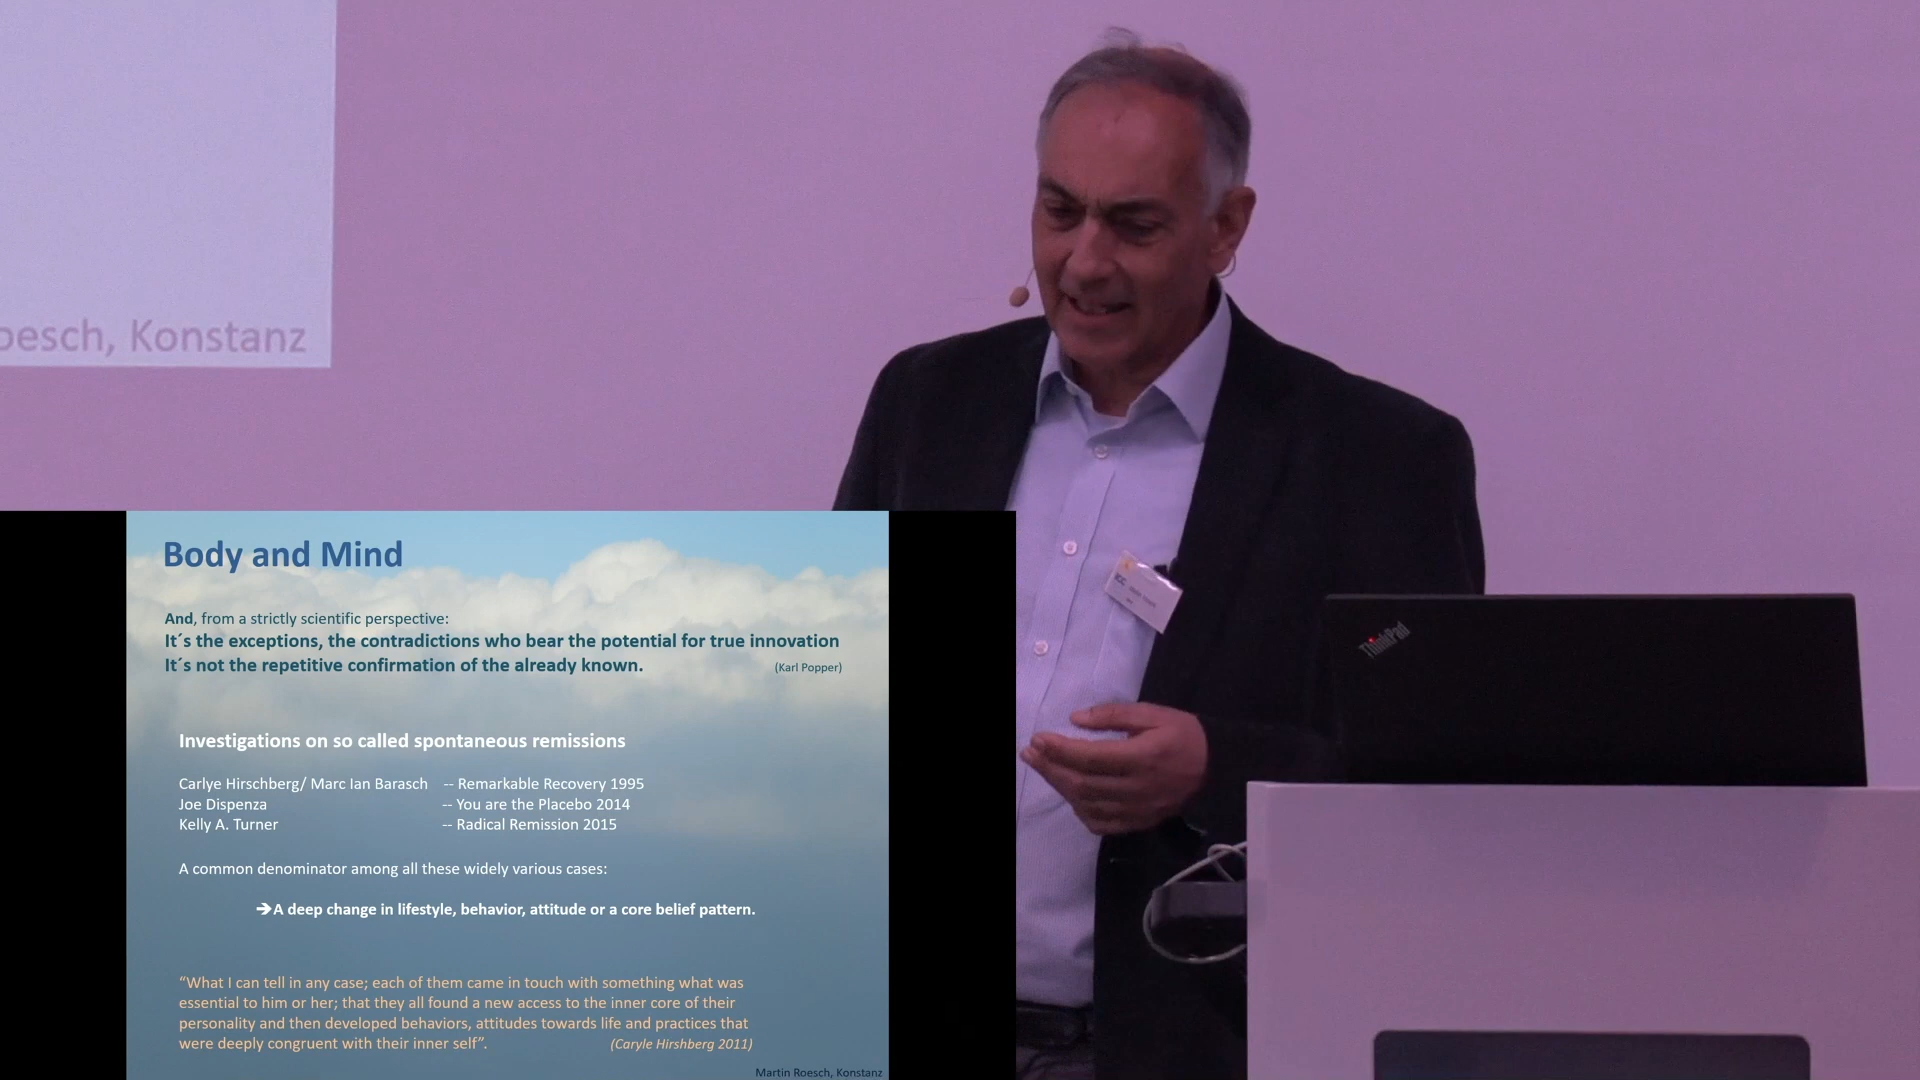 oesch, Konstanz
ICC
ThinkPad
Body and Mind
And, from a strictly scientific perspective:
It´s the exceptions, the contradictions who bear the potential for true innovation
It´s not the repetitive confirmation of the already known. (Karl Popper)
Investigations on so called spontaneous remissions
Carlye Hirschberg/ Marc Ian Barasch -- Remarkable Recovery 1995
Joe Dispenza -- You are the Placebo 2014
Kelly A. Turner -- Radical Remission 2015
A common denominator among all these widely various cases:
➔A deep change in lifestyle, behavior, attitude or a core belief pattern.
“What I can tell in any case; each of them came in touch with something what was
essential to him or her; that they all found a new access to the inner core of their
personality and then developed behaviors, attitudes towards life and practices that
were deeply congruent with their inner self”. (Caryle Hirshberg 2011)
Martin Roesch, Konstanz